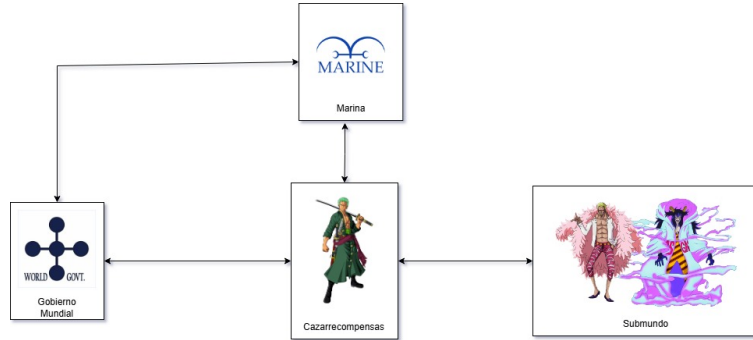 MARINE
Marina
WORLD GOVT.
Gobierno
Mundial
Cazarrecompensas
Submundo